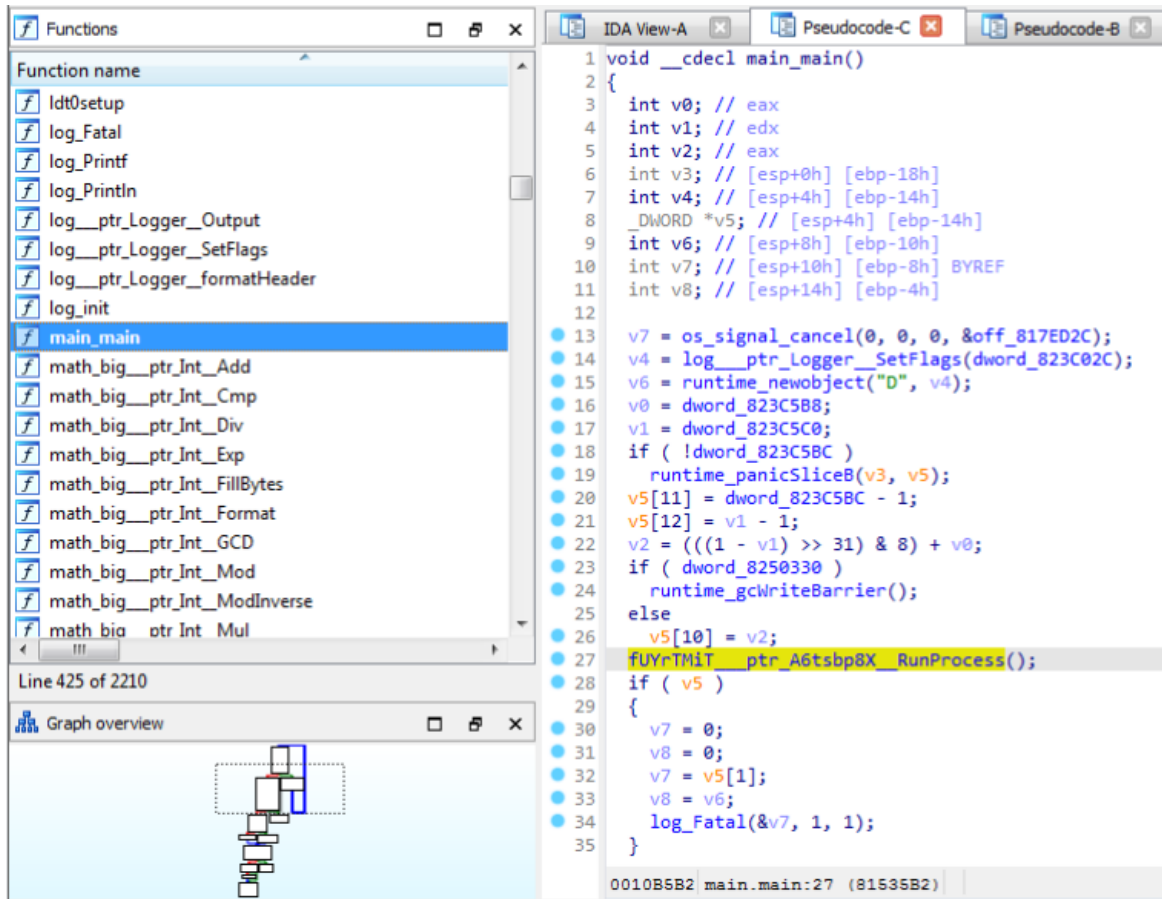 Functions
Function name
ldt0setup
log_Fatal
log_Printf
log_Println
log___ptr_Logger__Output
log___ptr_Logger__SetFlags
log___ptr_Logger__formatHeader
log_init
main_main
math_big___ptr_Int__Add
math_big___ptr_Int__Cmp
math_big___ptr_Int__Div
math_big___ptr_Int__Exp
math_big___ptr_Int__FillBytes
math_big___ptr_Int__Format
math_big___ptr_Int__GCD
math_big___ptr_Int__Mod
math_big___ptr_Int__ModInverse
math_big___ptr_Int__Mul
Line 425 of 2210
Graph overview
IDA View-A
Pseudocode-C
Pseudocode-B
1 void __cdecl main_main()
2 {
3 int v0; // eax
4 int v1; // edx
5 int v2; // eax
6 int v3; // [esp+0h] [ebp-18h]
7 int v4; // [esp+4h] [ebp-14h]
8 _DWORD *v5; // [esp+4h] [ebp-14h]
9 int v6; // [esp+8h] [ebp-10h]
10 int v7; // [esp+10h] [ebp-8h] BYREF
11 int v8; // [esp+14h] [ebp-4h]
12
13 v7 = os_signal_cancel(0, 0, 0, &off_817ED2C);
14 v4 = log___ptr_Logger__SetFlags(dword_823C02C);
15 v6 = runtime_newobject("D", v4);
16 v0 = dword_823C5B8;
17 v1 = dword_823C5C0;
18 if ( !dword_823C5BC )
19 runtime_panicSliceB(v3, v5);
20 v5[11] = dword_823C5BC - 1;
21 v5[12] = v1 - 1;
22 v2 = (((1 - v1) >> 31) & 8) + v0;
23 if ( dword_8250330 )
24 runtime_gcWriteBarrier();
25 else
26 v5[10] = v2;
27 fUYrTMiT___ptr_A6tsbp8X__RunProcess();
28 if ( v5 )
29 {
30 v7 = 0;
31 v8 = 0;
32 v7 = v5[1];
33 v8 = v6;
34 log_Fatal(&v7, 1, 1);
35 }
0010B5B2 main.main:27 (81535B2)